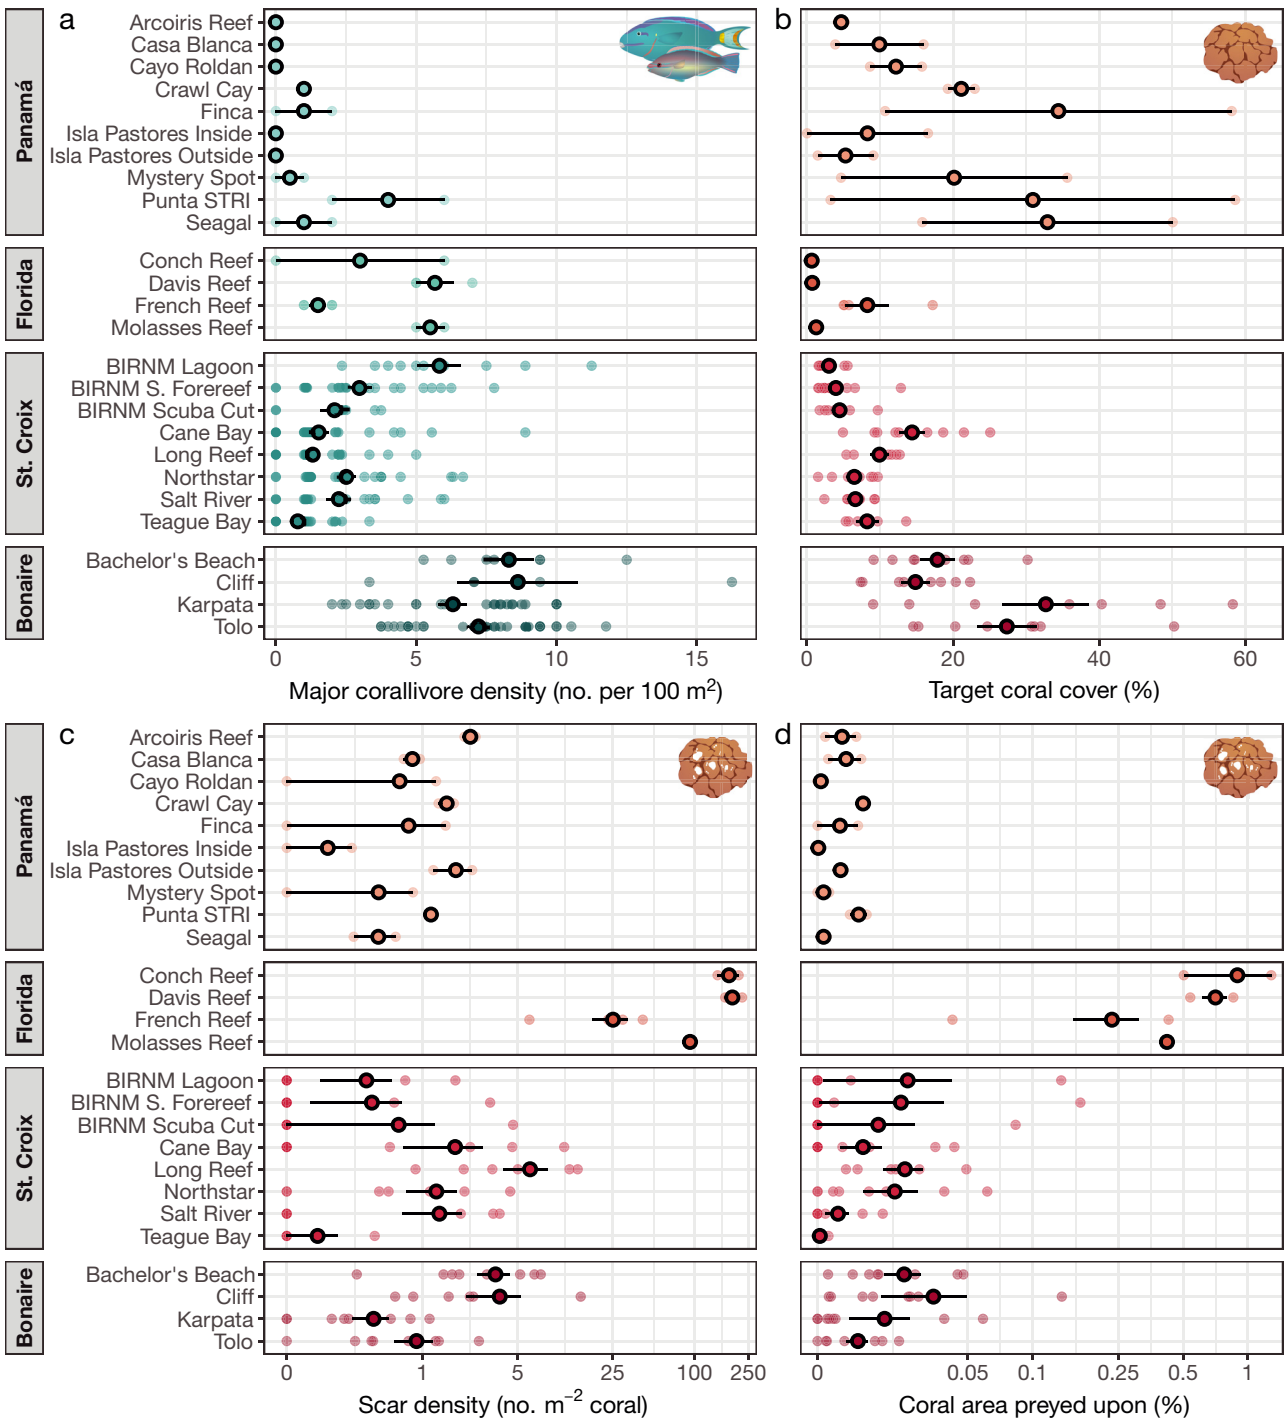 a
b
Panamá
Arcoiris Reef
Casa Blanca
Cayo Roldan
Crawl Cay
Finca
Isla Pastores Inside
Isla Pastores Outside
Mystery Spot
Punta STRI
Seagal
Florida
Conch Reef
Davis Reef
French Reef
Molasses Reef
St. Croix
BIRNM Lagoon
BIRNM S. Forereef
BIRNM Scuba Cut
Cane Bay
Long Reef
Northstar
Salt River
Teague Bay
Bonaire
Bachelor's Beach
Cliff
Karpata
Tolo
0 5 10 15
0 20 40 60
Major corallivore density (no. per 100 m²)
Target coral cover (%)
c
d
Panamá
Arcoiris Reef
Casa Blanca
Cayo Roldan
Crawl Cay
Finca
Isla Pastores Inside
Isla Pastores Outside
Mystery Spot
Punta STRI
Seagal
Florida
Conch Reef
Davis Reef
French Reef
Molasses Reef
St. Croix
BIRNM Lagoon
BIRNM S. Forereef
BIRNM Scuba Cut
Cane Bay
Long Reef
Northstar
Salt River
Teague Bay
Bonaire
Bachelor's Beach
Cliff
Karpata
Tolo
0 1 5 25 100 250
0 0.05 0.1 0.25 0.5 1
Scar density (no. m⁻² coral)
Coral area preyed upon (%)